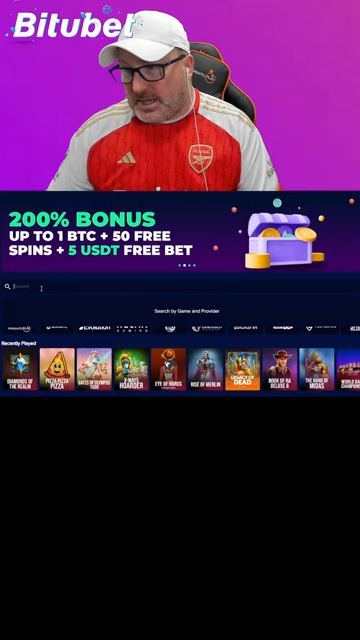 Bitubet
200% BONUS
UP TO 1 BTC + 50 FREE
SPINS + 5 USDT FREE BET
Search
Search by Game and Provider
EVOLUTION
Recently Played
DIAMONDS OF THE REALM
PIZZA PIZZA PIZZA
GATES OF OLYMPUS 1000
HOARDER
EYE OF HORUS
RISE OF MERLIN
LEGACY OF DEAD
BOOK OF RA DELUXE 6
THE HAND OF MIDAS